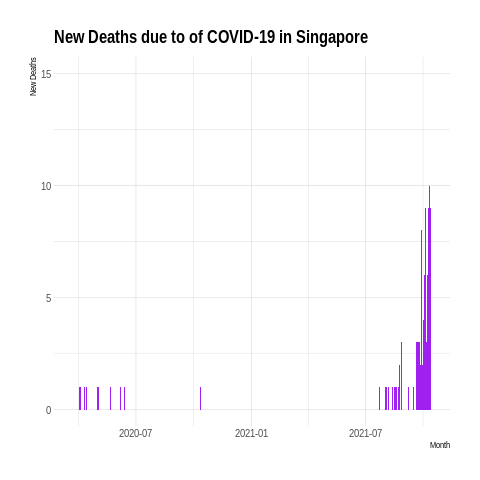 New Deaths due to of COVID-19 in Singapore
New Deaths
15
10
5
0
2020-07
2021-01
2021-07
Month